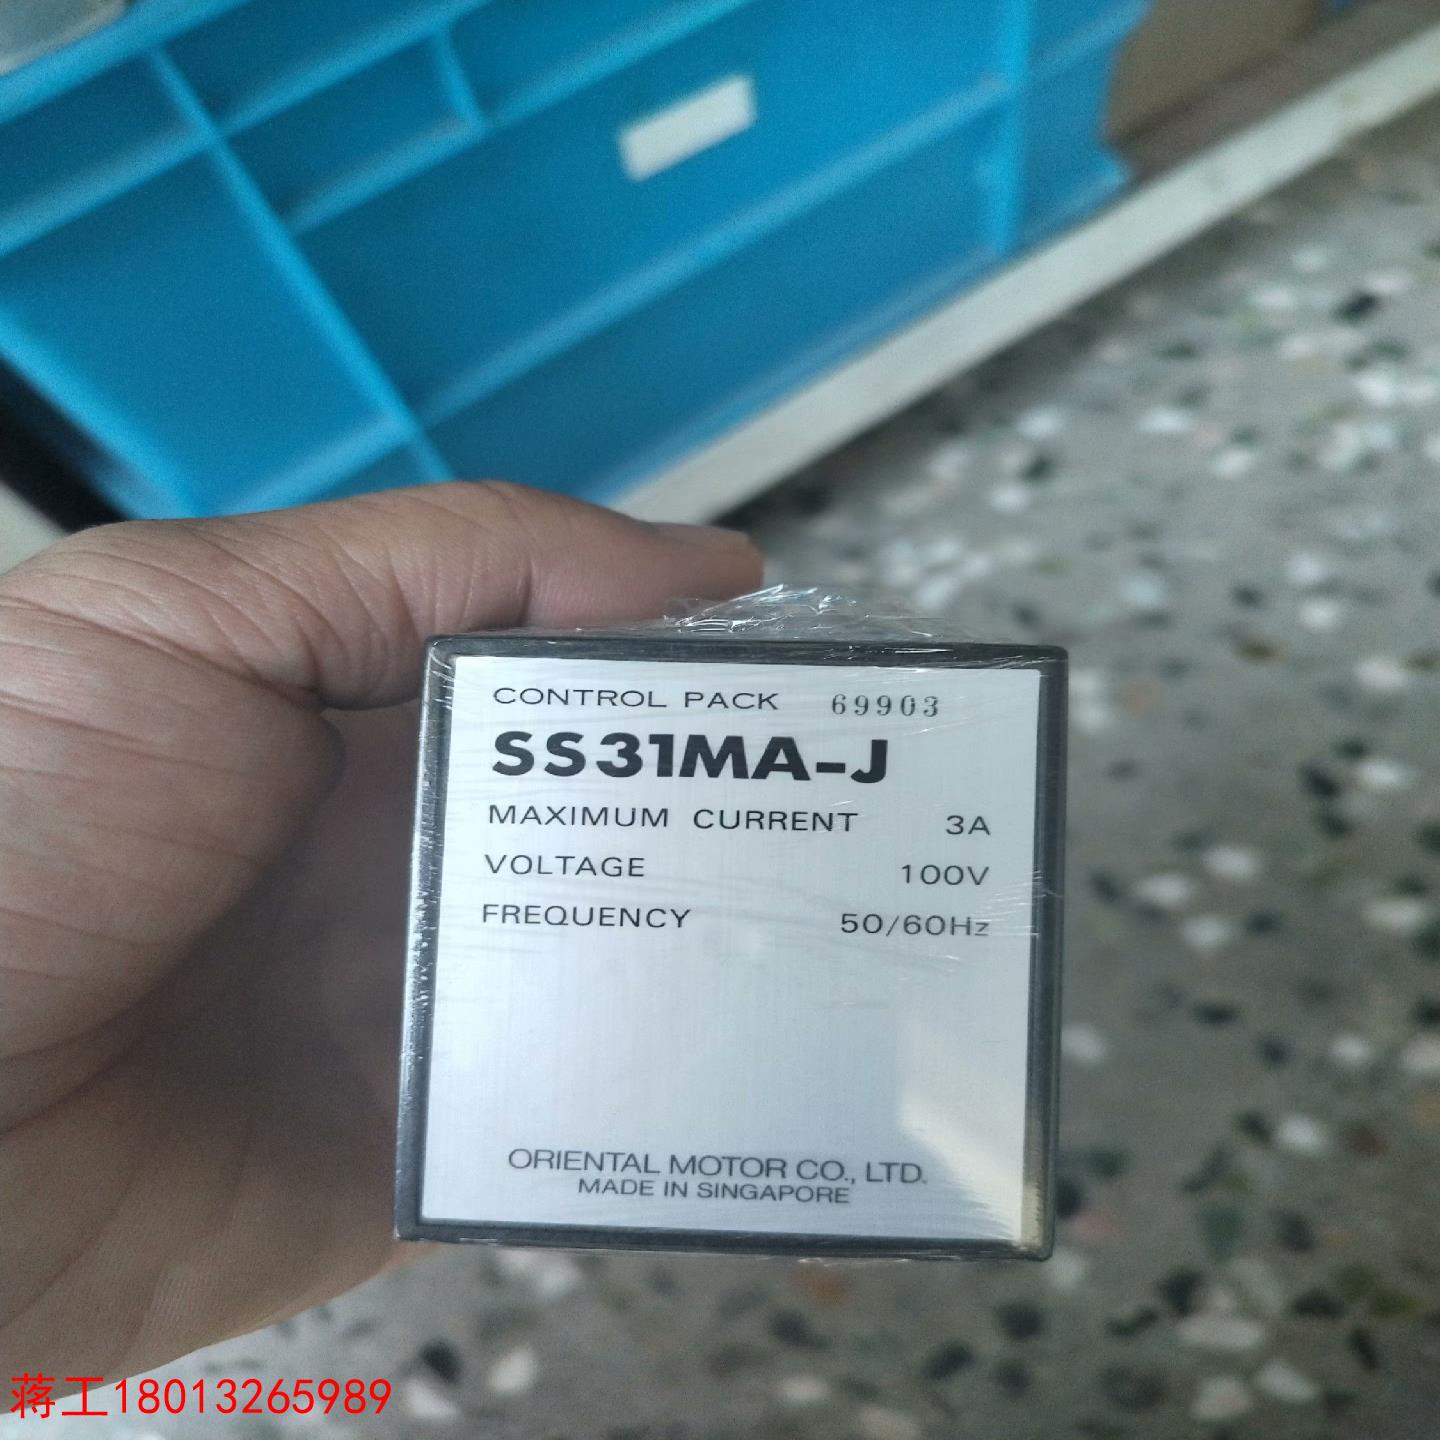 CONTROL PACK 69903
SS31MA-J
MAXIMUM CURRENT 3A
VOLTAGE 100V
FREQUENCY 50/60Hz
ORIENTAL MOTOR CO., LTD.
MADE IN SINGAPORE
蒋工18013265989